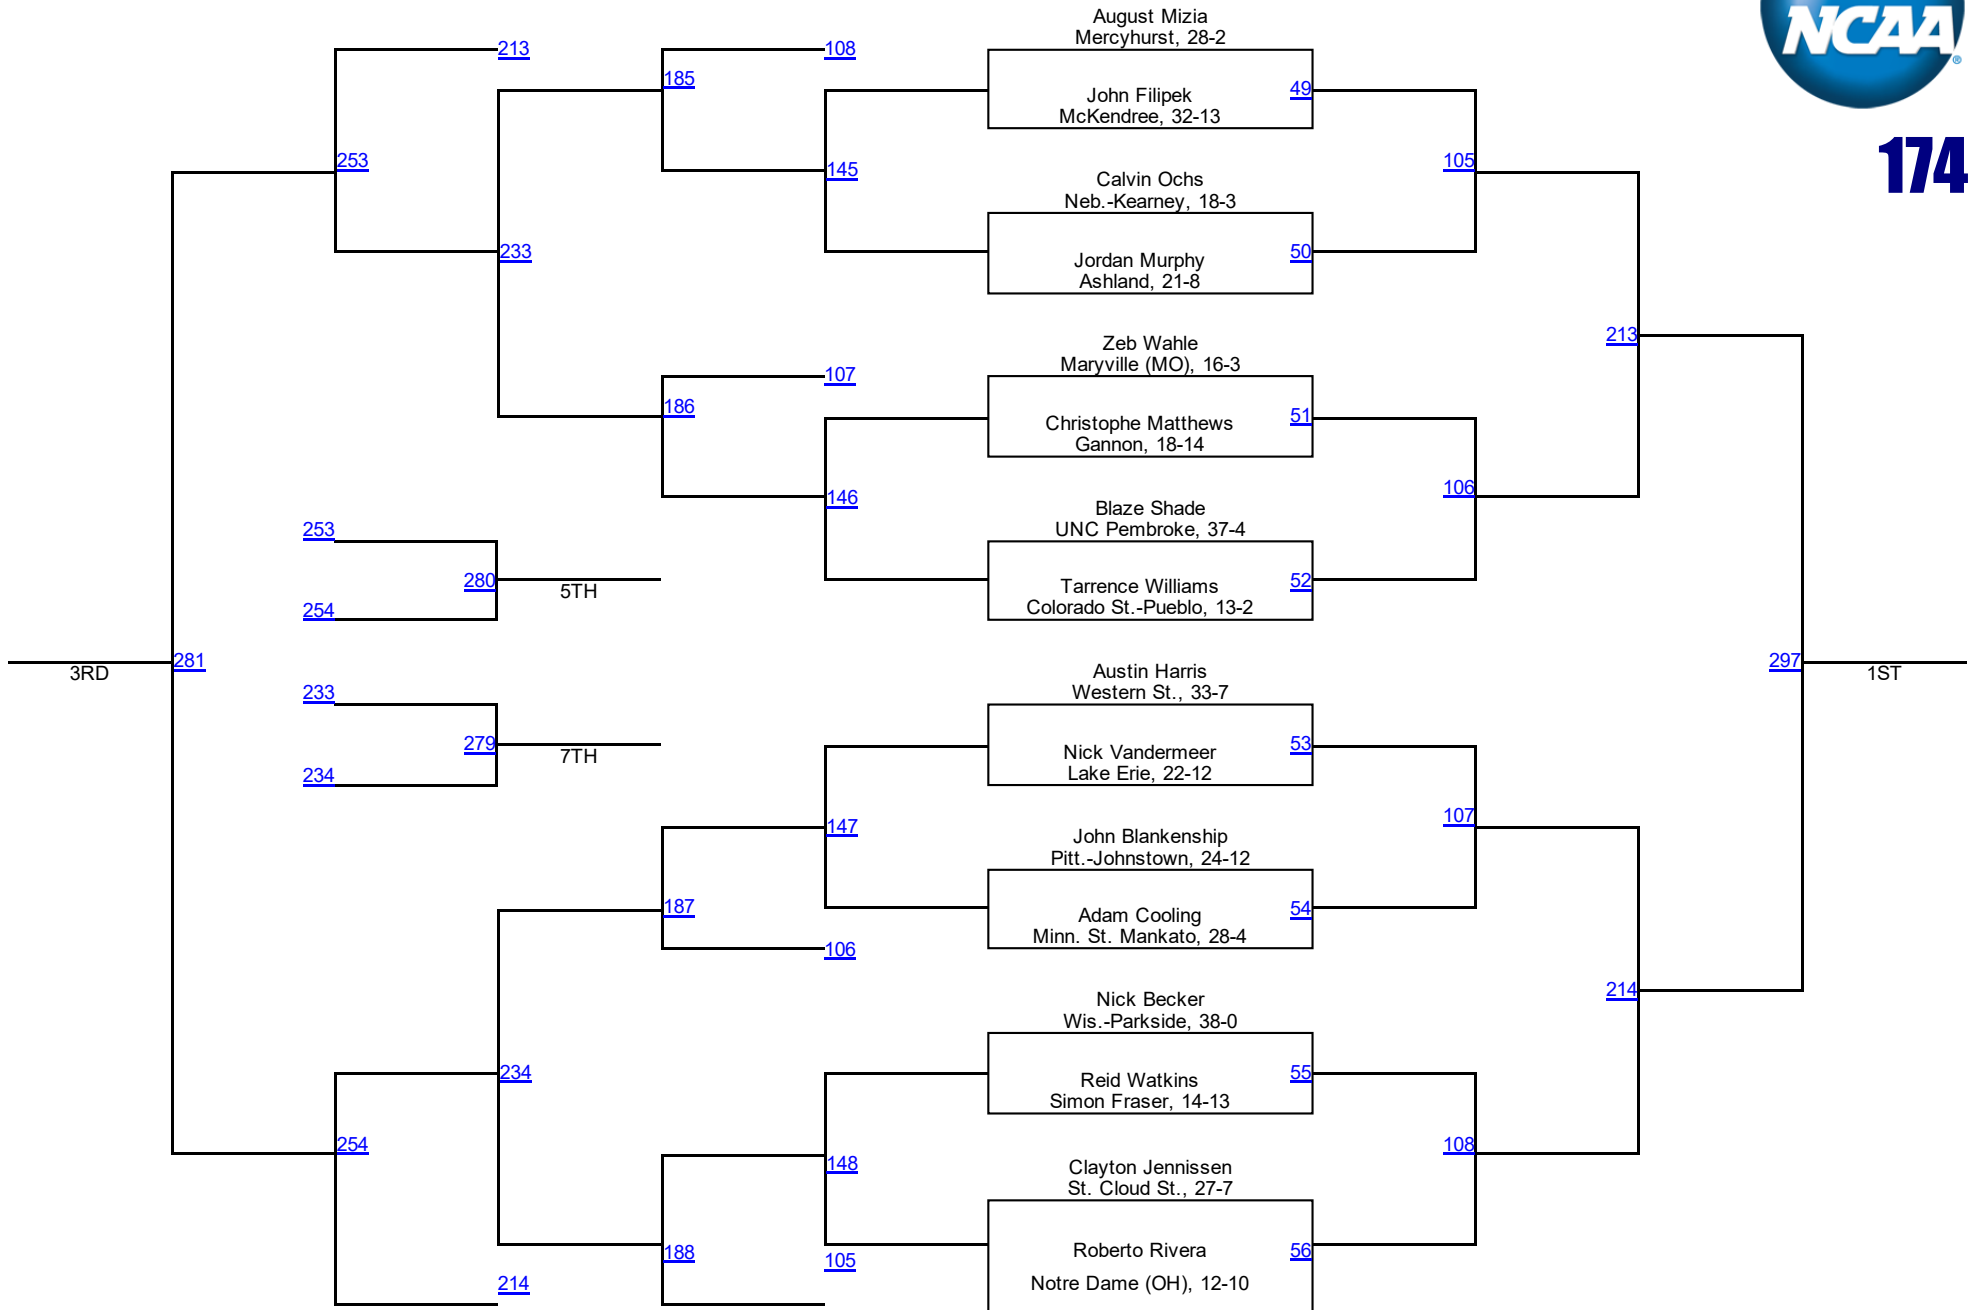 NCAA
®
174
August Mizia
Mercyhurst, 28-2
213
108
185
49
John Filipek
McKendree, 32-13
253
145
105
Calvin Ochs
Neb.-Kearney, 18-3
233
50
Jordan Murphy
Ashland, 21-8
213
Zeb Wahle
Maryville (MO), 16-3
107
186
51
Christophe Matthews
Gannon, 18-14
146
106
Blaze Shade
UNC Pembroke, 37-4
253
280
5TH
254
52
Tarrence Williams
Colorado St.-Pueblo, 13-2
281
3RD
297
1ST
Austin Harris
Western St., 33-7
233
279
7TH
234
53
Nick Vandermeer
Lake Erie, 22-12
147
107
John Blankenship
Pitt.-Johnstown, 24-12
187
54
Adam Cooling
Minn. St. Mankato, 28-4
106
214
Nick Becker
Wis.-Parkside, 38-0
234
55
Reid Watkins
Simon Fraser, 14-13
254
148
108
Clayton Jennissen
St. Cloud St., 27-7
188
105
56
Roberto Rivera
Notre Dame (OH), 12-10
214